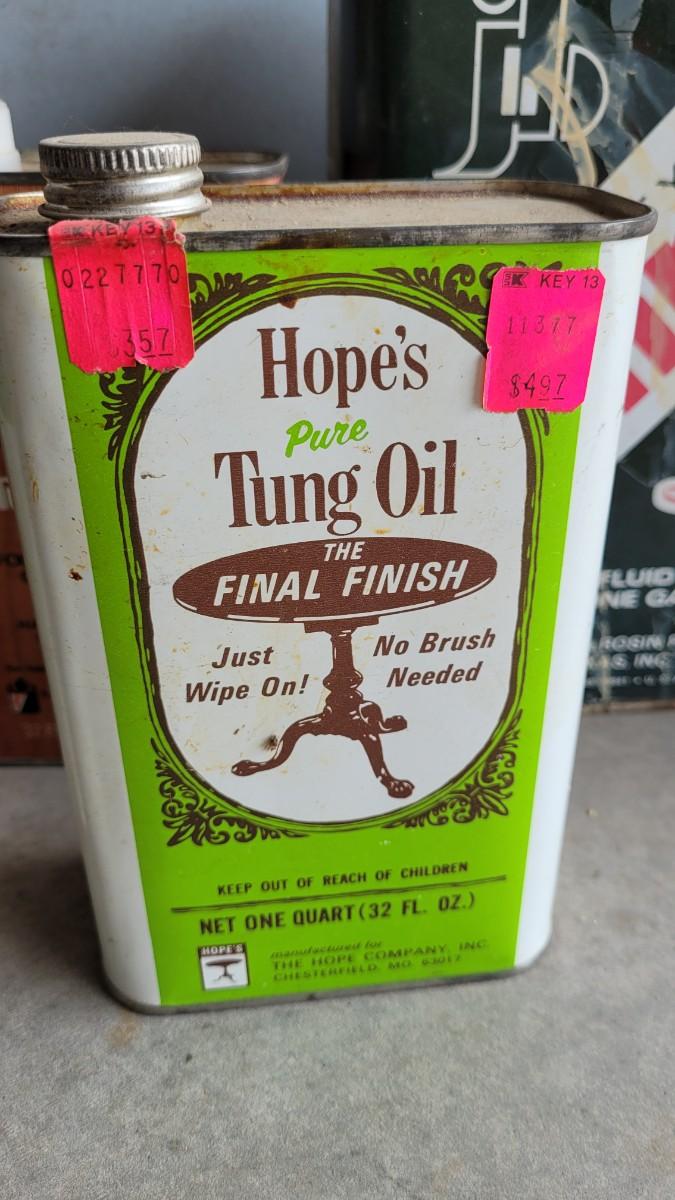 KEY 13
0227770
357
KEY 13
11377
$497
Hope's
Pure
Tung Oil
THE
FINAL FINISH
Just
Wipe On!
No Brush
Needed
KEEP OUT OF REACH OF CHILDREN
NET ONE QUART (32 FL. OZ.)
HOPE'S
manufactured for
THE HOPE COMPANY, INC.
CHESTERFIELD, MO. 63017
FLUID